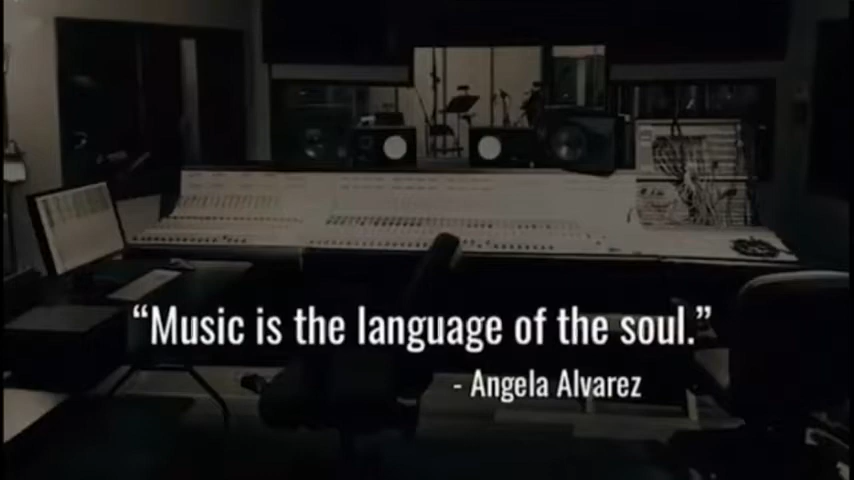 “Music is the language of the soul.”
- Angela Alvarez